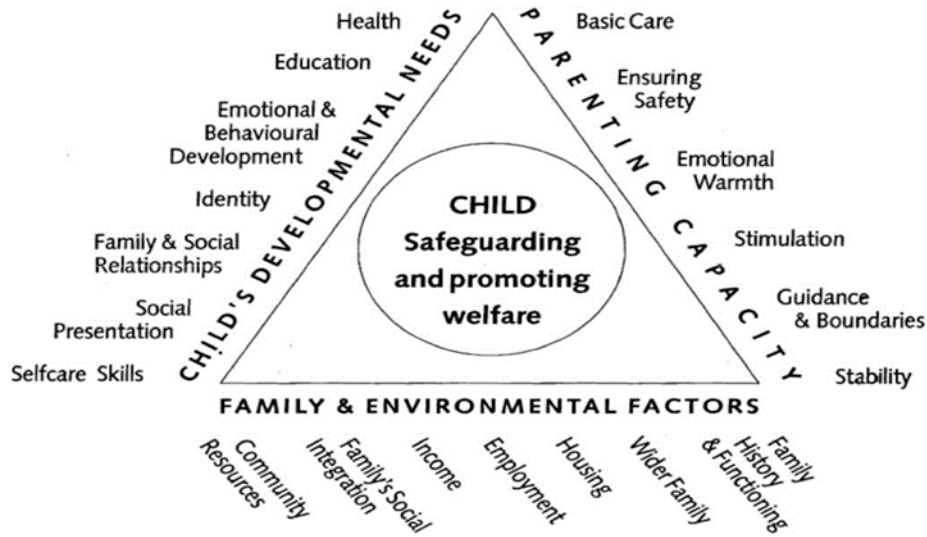 Health
Education
Emotional &
Behavioural
Development
Identity
Family & Social
Relationships
Social
Presentation
Selfcare Skills
CHILD'S DEVELOPMENTAL NEEDS
CHILD
Safeguarding
and promoting
welfare
PARENTING CAPACITY
Basic Care
Ensuring
Safety
Emotional
Warmth
Stimulation
Guidance
& Boundaries
Stability
FAMILY & ENVIRONMENTAL FACTORS
Community
Resources
Family's Social
Integration
Income
Employment
Housing
Wider Family
Family
History
& Functioning